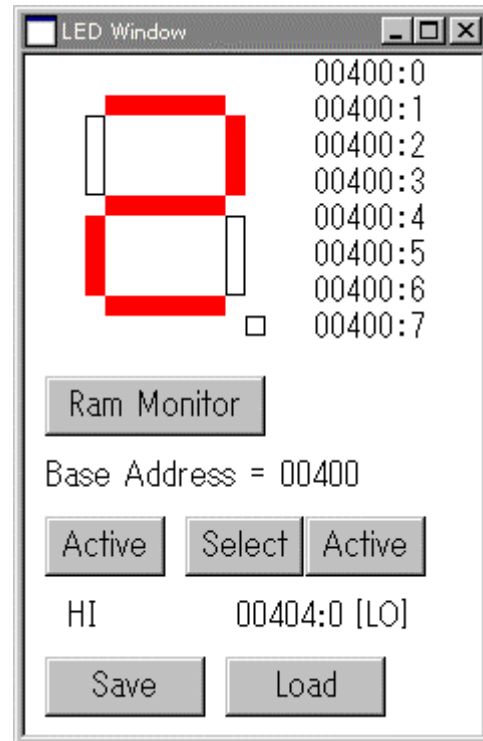 LED Window
00400:0
00400:1
00400:2
00400:3
00400:4
00400:5
00400:6
00400:7
Ram Monitor
Base Address = 00400
Active Select Active
HI 00404:0 [LO]
Save Load